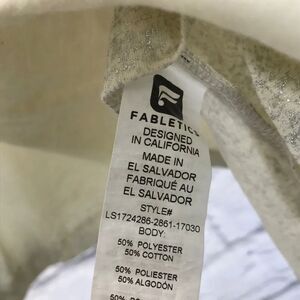 FABLETICS
DESIGNED
IN CALIFORNIA
MADE IN
EL SALVADOR
FABRIQUÉ AU
EL SALVADOR
STYLE#
LS1724286-2861-17030
BODY:
50% POLYESTER
50% COTTON
50% POLIESTER
50% ALGODÓN
50%